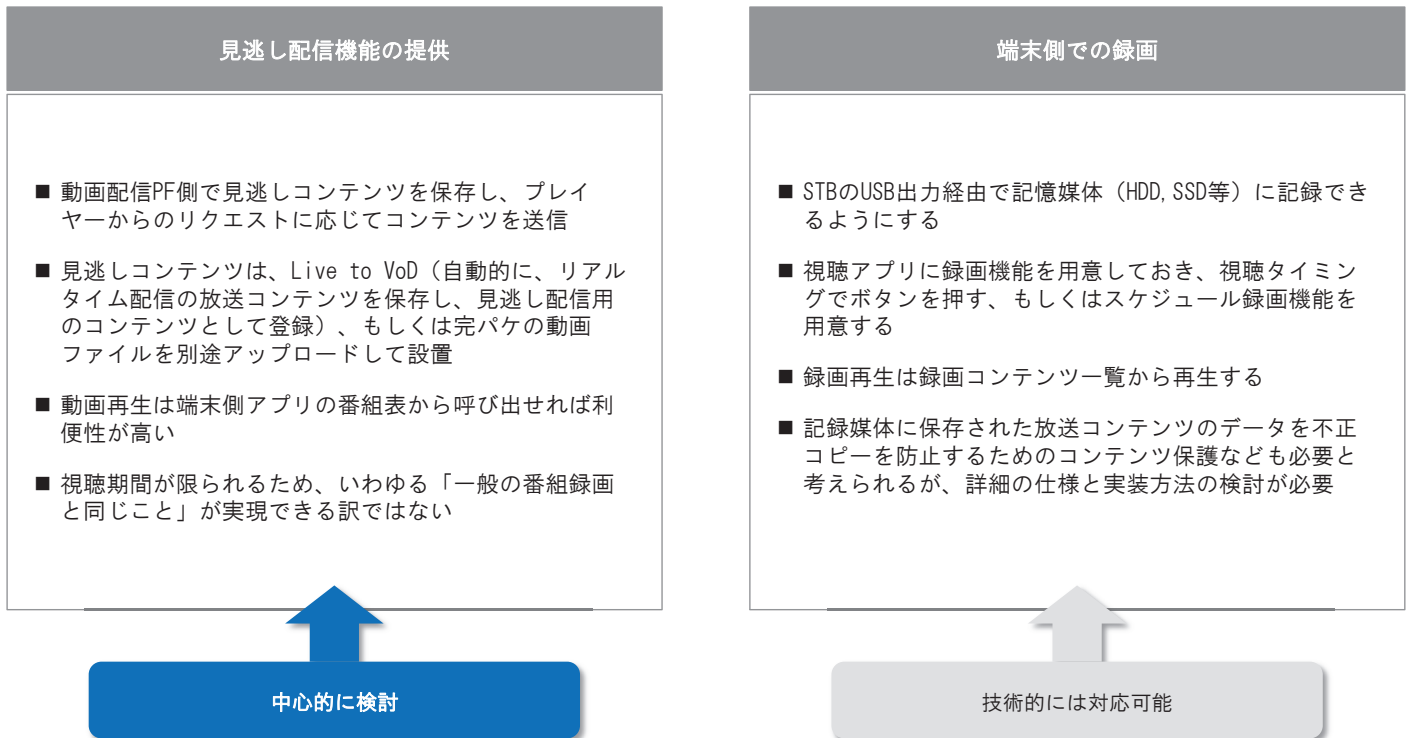 見逃し配信機能の提供
■ 動画配信PF側で見逃しコンテンツを保存し、プレイ
ヤーからのリクエストに応じてコンテンツを送信
■ 見逃しコンテンツは、Live to VoD（自動的に、リアル
タイム配信の放送コンテンツを保存し、見逃し配信用
のコンテンツとして登録）、もしくは完パケの動画
ファイルを別途アップロードして設置
■ 動画再生は端末側アプリの番組表から呼び出せれば利
便性が高い
■ 視聴期間が限られるため、いわゆる「一般の番組録画
と同じこと」が実現できる訳ではない
中心的に検討
端末側での録画
■ STBのUSB出力経由で記憶媒体（HDD,SSD等）に記録でき
るようにする
■ 視聴アプリに録画機能を用意しておき、視聴タイミン
グでボタンを押す、もしくはスケジュール録画機能を
用意する
■ 録画再生は録画コンテンツ一覧から再生する
■ 記録媒体に保存された放送コンテンツのデータを不正
コピーを防止するためのコンテンツ保護なども必要と
考えられるが、詳細の仕様と実装方法の検討が必要
技術的には対応可能